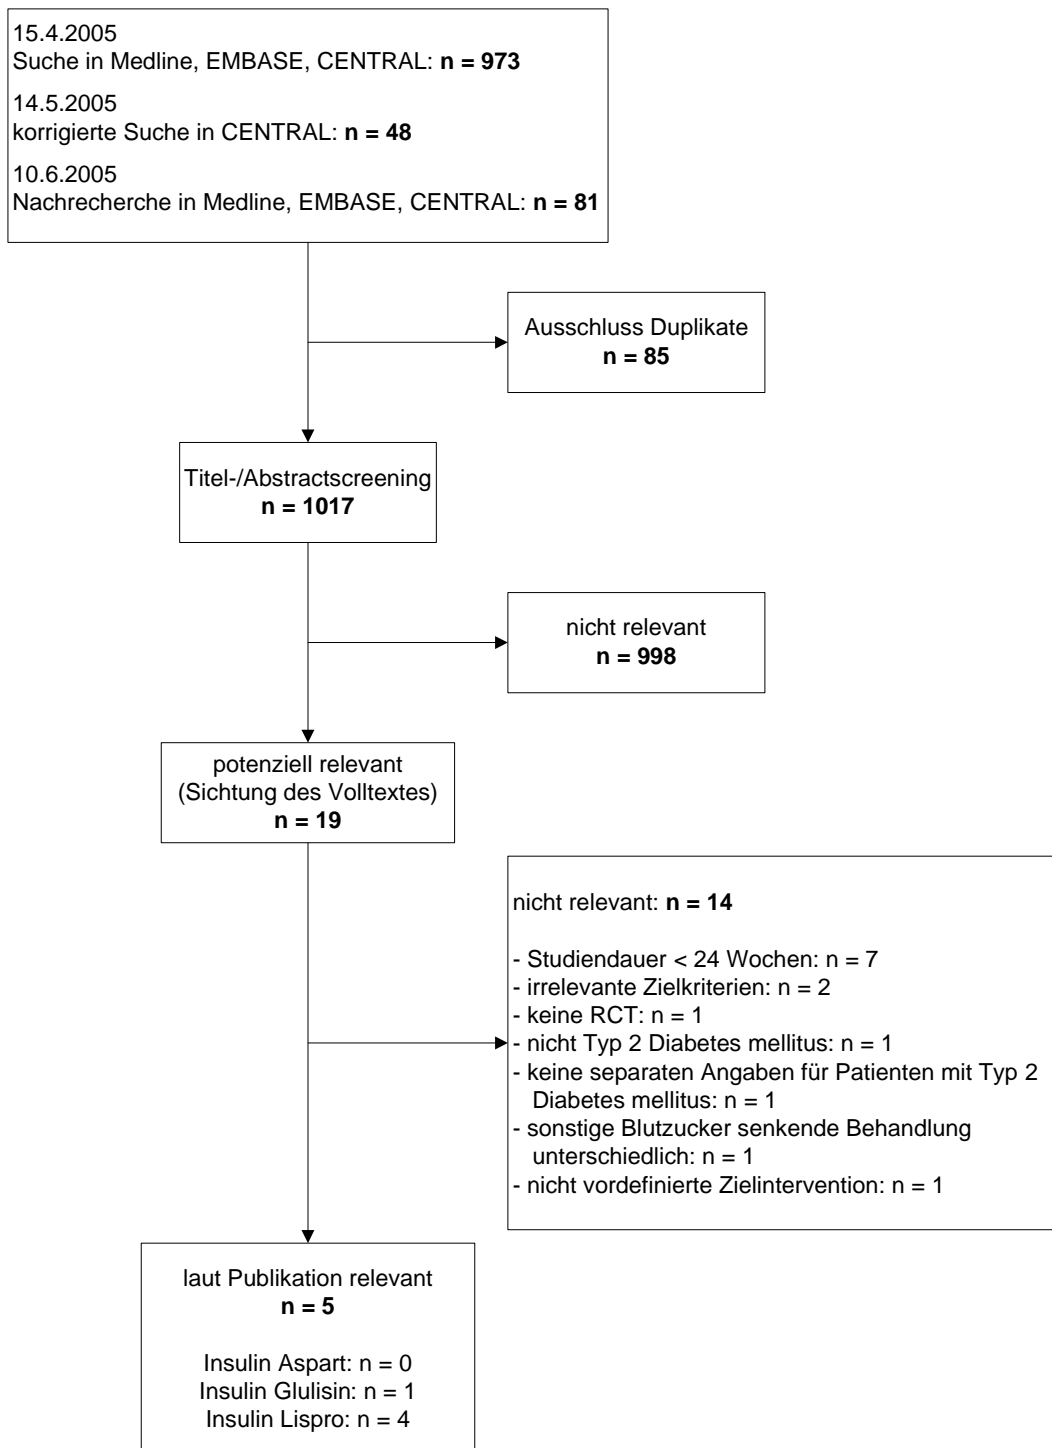 15.4.2005
Suche in Medline, EMBASE, CENTRAL: n = 973
14.5.2005
korrigierte Suche in CENTRAL: n = 48
10.6.2005
Nachrecherche in Medline, EMBASE, CENTRAL: n = 81
Ausschluss Duplikate
n = 85
Titel-/Abstractscreening
n = 1017
nicht relevant
n = 998
potenziell relevant
(Sichtung des Volltextes)
n = 19
nicht relevant: n = 14
- Studiendauer < 24 Wochen: n = 7
- irrelevante Zielkriterien: n = 2
- keine RCT: n = 1
- nicht Typ 2 Diabetes mellitus: n = 1
- keine separaten Angaben für Patienten mit Typ 2
Diabetes mellitus: n = 1
- sonstige Blutzucker senkende Behandlung
unterschiedlich: n = 1
- nicht vordefinierte Zielintervention: n = 1
laut Publikation relevant
n = 5
Insulin Aspart: n = 0
Insulin Glulisin: n = 1
Insulin Lispro: n = 4